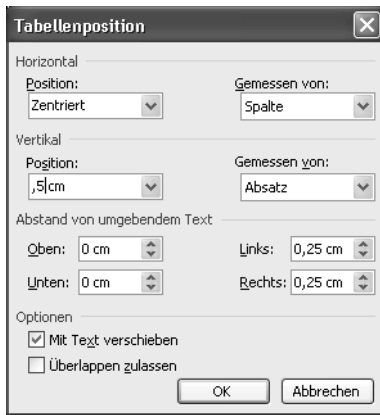 Tabellenposition
Horizontal
Position: Gemessen von:
Zentriert Spalte
Vertikal
Position: Gemessen von:
,5cm Absatz
Abstand von umgebendem Text
Oben: 0 cm Links: 0,25 cm
Unten: 0 cm Rechts: 0,25 cm
Optionen
Mit Text verschieben
Überlappen zulassen
OK Abbrechen